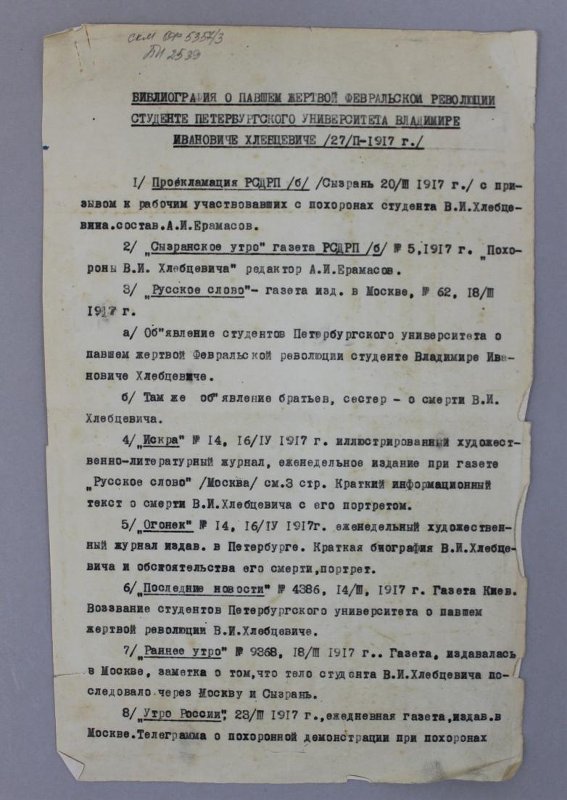 СКМ ОФ 5357/3
ПИ 2539
БИБЛИОГРАФИЯ О ПАВШЕМ ЖЕРТВОЙ ФЕВРАЛЬСКОЙ РЕВОЛЮЦИИ
СТУДЕНТЕ ПЕТЕРБУРГСКОГО УНИВЕРСИТЕТА ВЛАДИМИРЕ
ИВАНОВИЧЕ ХЛЕБЦЕВИЧЕ /27/П-1917 г./
1/ Прокламация РСДРП /б/ /Сызрань 20/Ш 1917 г./ с при-
зывом к рабочим участвовавших с похоронах студента В.И.Хлебце-
вича.состав.А.И.Ерамасов.
2/ „Сызранское утро" газета РСДРП /б/ № 5,1917 г. „Похо-
роны В.И. Хлебцевича" редактор А.И.Ерамасов.
3/ „Русское слово"- газета изд. в Москве, № 62, 18/Ш
1917 г.
а/ Об"явление студентов Петербургского университета о
павшем жертвой Февральской революции студенте Владимире Ива-
новиче Хлебцевиче.
б/ Там же об"явление братьев, сестер - о смерти В.И.
Хлебцевича.
4/ „Искра" № 14, 16/IУ 1917 г. иллюстрированный художест-
венно-литературный журнал, еженедельное издание при газете
„Русское слово" /Москва/ см.3 стр. Краткий информационный
текст о смерти В.И.Хлебцевича с его портретом.
5/ „Огонек" № 14, 16/IУ 1917г. еженедельный художествен-
ный журнал издав. в Петербурге. Краткая биография В.И.Хлебце-
вича и обстоятельства его смерти,портрет.
6/ „Последние новости" № 4386, 14/Ш, 1917 г. Газета Киев.
Воззвание студентов Петербургского университета о павшем
жертвой революции В.И.Хлебцевиче.
7/ „Раннее утро" № 9368, 18/Ш 1917 г.. Газета, издавалась
в Москве, заметка о том,что тело студента В.И.Хлебцевича по-
следовало через Москву и Сызрань.
8/ „Утро России", 23/Ш 1917 г.,ежедневная газета,издав.в
Москве.Телеграмма о похоронной демонстрации при похоронах